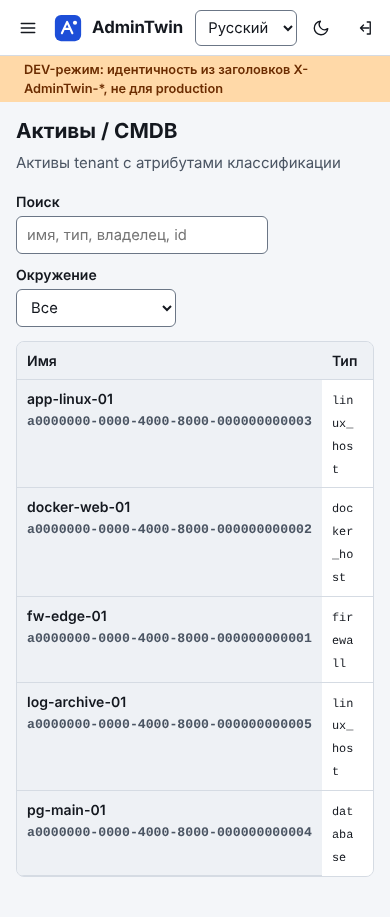 AdminTwin
Русский
DEV-режим: идентичность из заголовков X-
AdminTwin-*, не для production
Активы / CMDB
Активы tenant с атрибутами классификации
Поиск
имя, тип, владелец, id
Окружение
Все
Имя Тип
app-linux-01 lin
a0000000-0000-4000-8000-000000000003 ux_
hos
t
docker-web-01 doc
a0000000-0000-4000-8000-000000000002 ker
_ho
st
fw-edge-01 fir
a0000000-0000-4000-8000-000000000001 ewa
ll
log-archive-01 lin
a0000000-0000-4000-8000-000000000005 ux_
hos
t
pg-main-01 dat
a0000000-0000-4000-8000-000000000004 aba
se